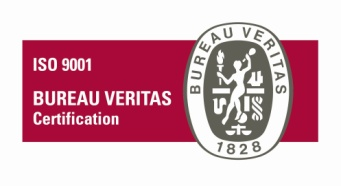 ISO 9001
BUREAU VERITAS
Certification
BUREAU VERITAS
1828